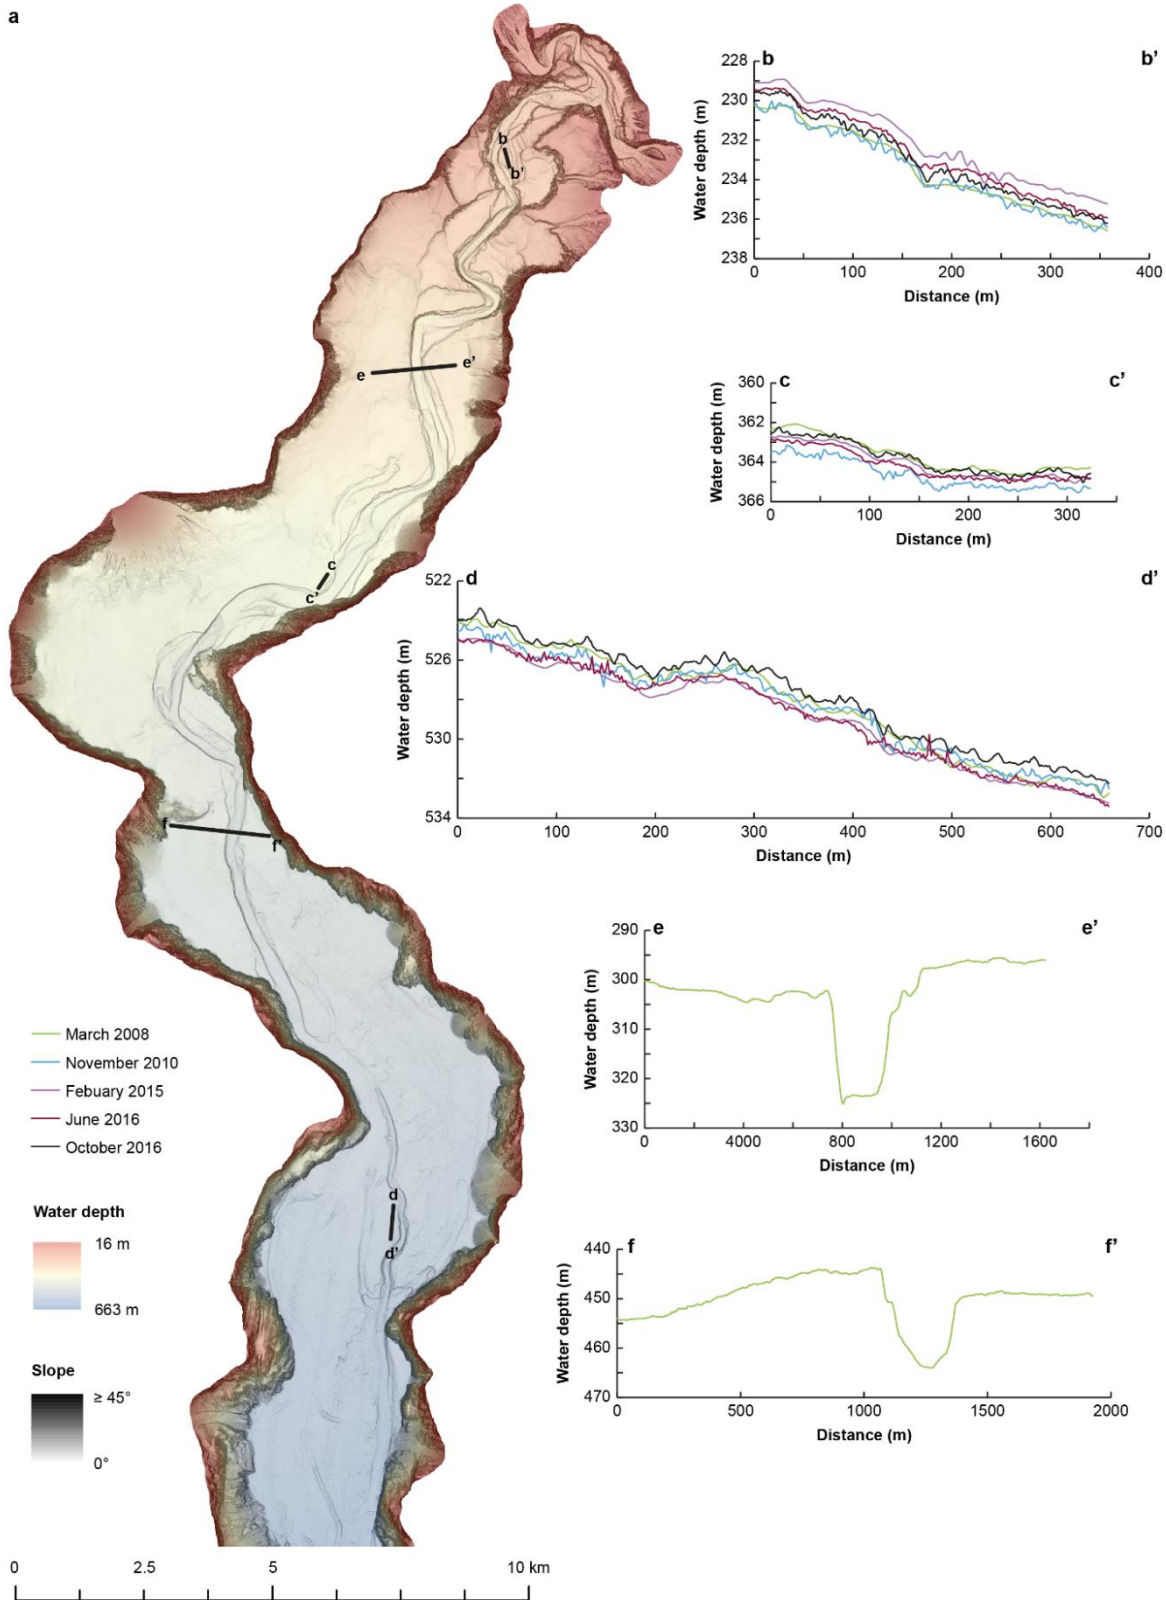 a
b
b'
e
e'
c
c'
f
f'
d
d'
March 2008
November 2010
Febuary 2015
June 2016
October 2016
Water depth
16 m
663 m
Slope
≥ 45°
0°
0 2.5 5 10 km
b b'
228
230
232
234
236
238
Water depth (m)
0 100 200 300 400
Distance (m)
c c'
360
362
364
366
Water depth (m)
0 100 200 300
Distance (m)
d d'
522
526
530
534
Water depth (m)
0 100 200 300 400 500 600 700
Distance (m)
e e'
290
300
310
320
330
Water depth (m)
0 4000 800 1200 1600
Distance (m)
f f'
440
450
460
470
Water depth (m)
0 500 1000 1500 2000
Distance (m)